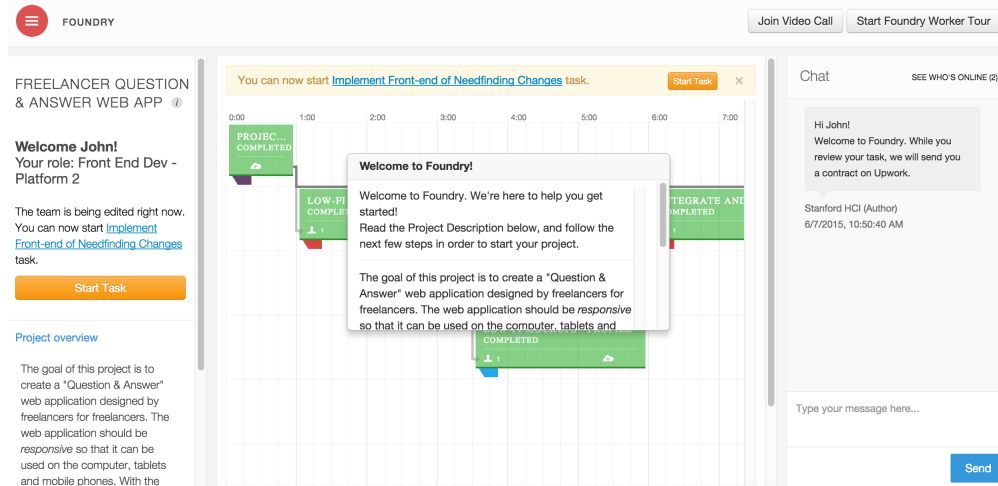 FOUNDRY
Join Video Call
Start Foundry Worker Tour
FREELANCER QUESTION
& ANSWER WEB APP i
Welcome John!
Your role: Front End Dev -
Platform 2
The team is being edited right now.
You can now start Implement
Front-end of Needfinding Changes
task.
Start Task
Project overview
The goal of this project is to
create a "Question & Answer"
web application designed by
freelancers for freelancers. The
web application should be
responsive so that it can be
used on the computer, tablets
and mobile phones. With the
You can now start Implement Front-end of Needfinding Changes task.
Start Task
×
0:00 1:00 2:00 3:00 4:00 5:00 6:00 7:00
PROJEC...
COMPLETED
LOW-FI
COMPLET
1
TEGRATE AND
MPLETED
1
Welcome to Foundry!
Welcome to Foundry. We're here to help you get
started!
Read the Project Description below, and follow the
next few steps in order to start your project.
The goal of this project is to create a "Question &
Answer" web application designed by freelancers for
freelancers. The web application should be responsive
so that it can be used on the computer, tablets and
COMPLETED
1
Chat
SEE WHO'S ONLINE (2)
Hi John!
Welcome to Foundry. While you
review your task, we will send you
a contract on Upwork.
Stanford HCI (Author)
6/7/2015, 10:50:40 AM
Type your message here...
Send